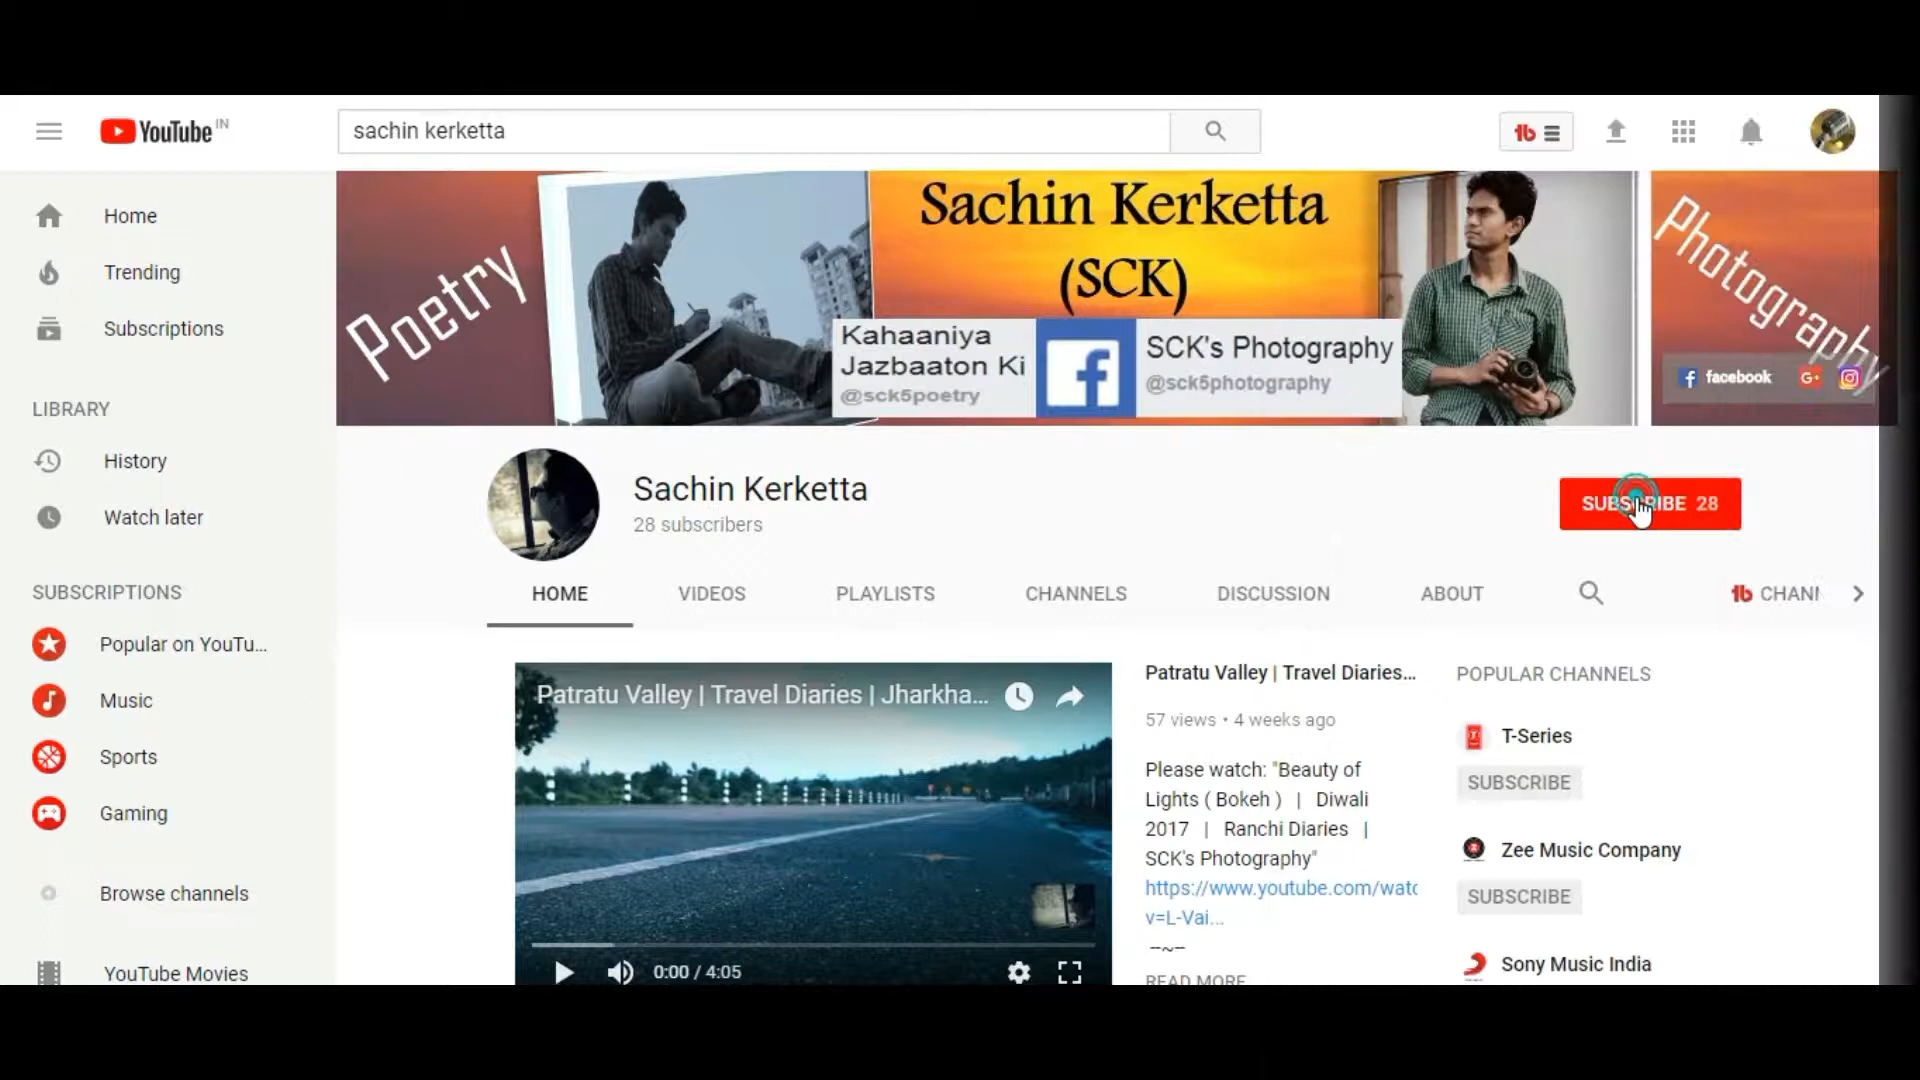 YouTube IN
sachin kerketta
Home
Trending
Subscriptions
LIBRARY
History
Watch later
SUBSCRIPTIONS
Popular on YouTu...
Music
Sports
Gaming
Browse channels
YouTube Movies
Poetry
Sachin Kerketta
(SCK)
Kahaaniya
Jazbaaton Ki
@sck5poetry
SCK's Photography
@sck5photography
Photography
facebook
G+
Sachin Kerketta
28 subscribers
SUBSCRIBE 28
HOME
VIDEOS
PLAYLISTS
CHANNELS
DISCUSSION
ABOUT
CHANN
Patratu Valley | Travel Diaries | Jharkha...
0:00 / 4:05
Patratu Valley | Travel Diaries...
57 views • 4 weeks ago
Please watch: "Beauty of
Lights ( Bokeh ) | Diwali
2017 | Ranchi Diaries |
SCK's Photography"
https://www.youtube.com/watc
v=L-Vai...
--~--
READ MORE
POPULAR CHANNELS
T-Series
SUBSCRIBE
Zee Music Company
SUBSCRIBE
Sony Music India